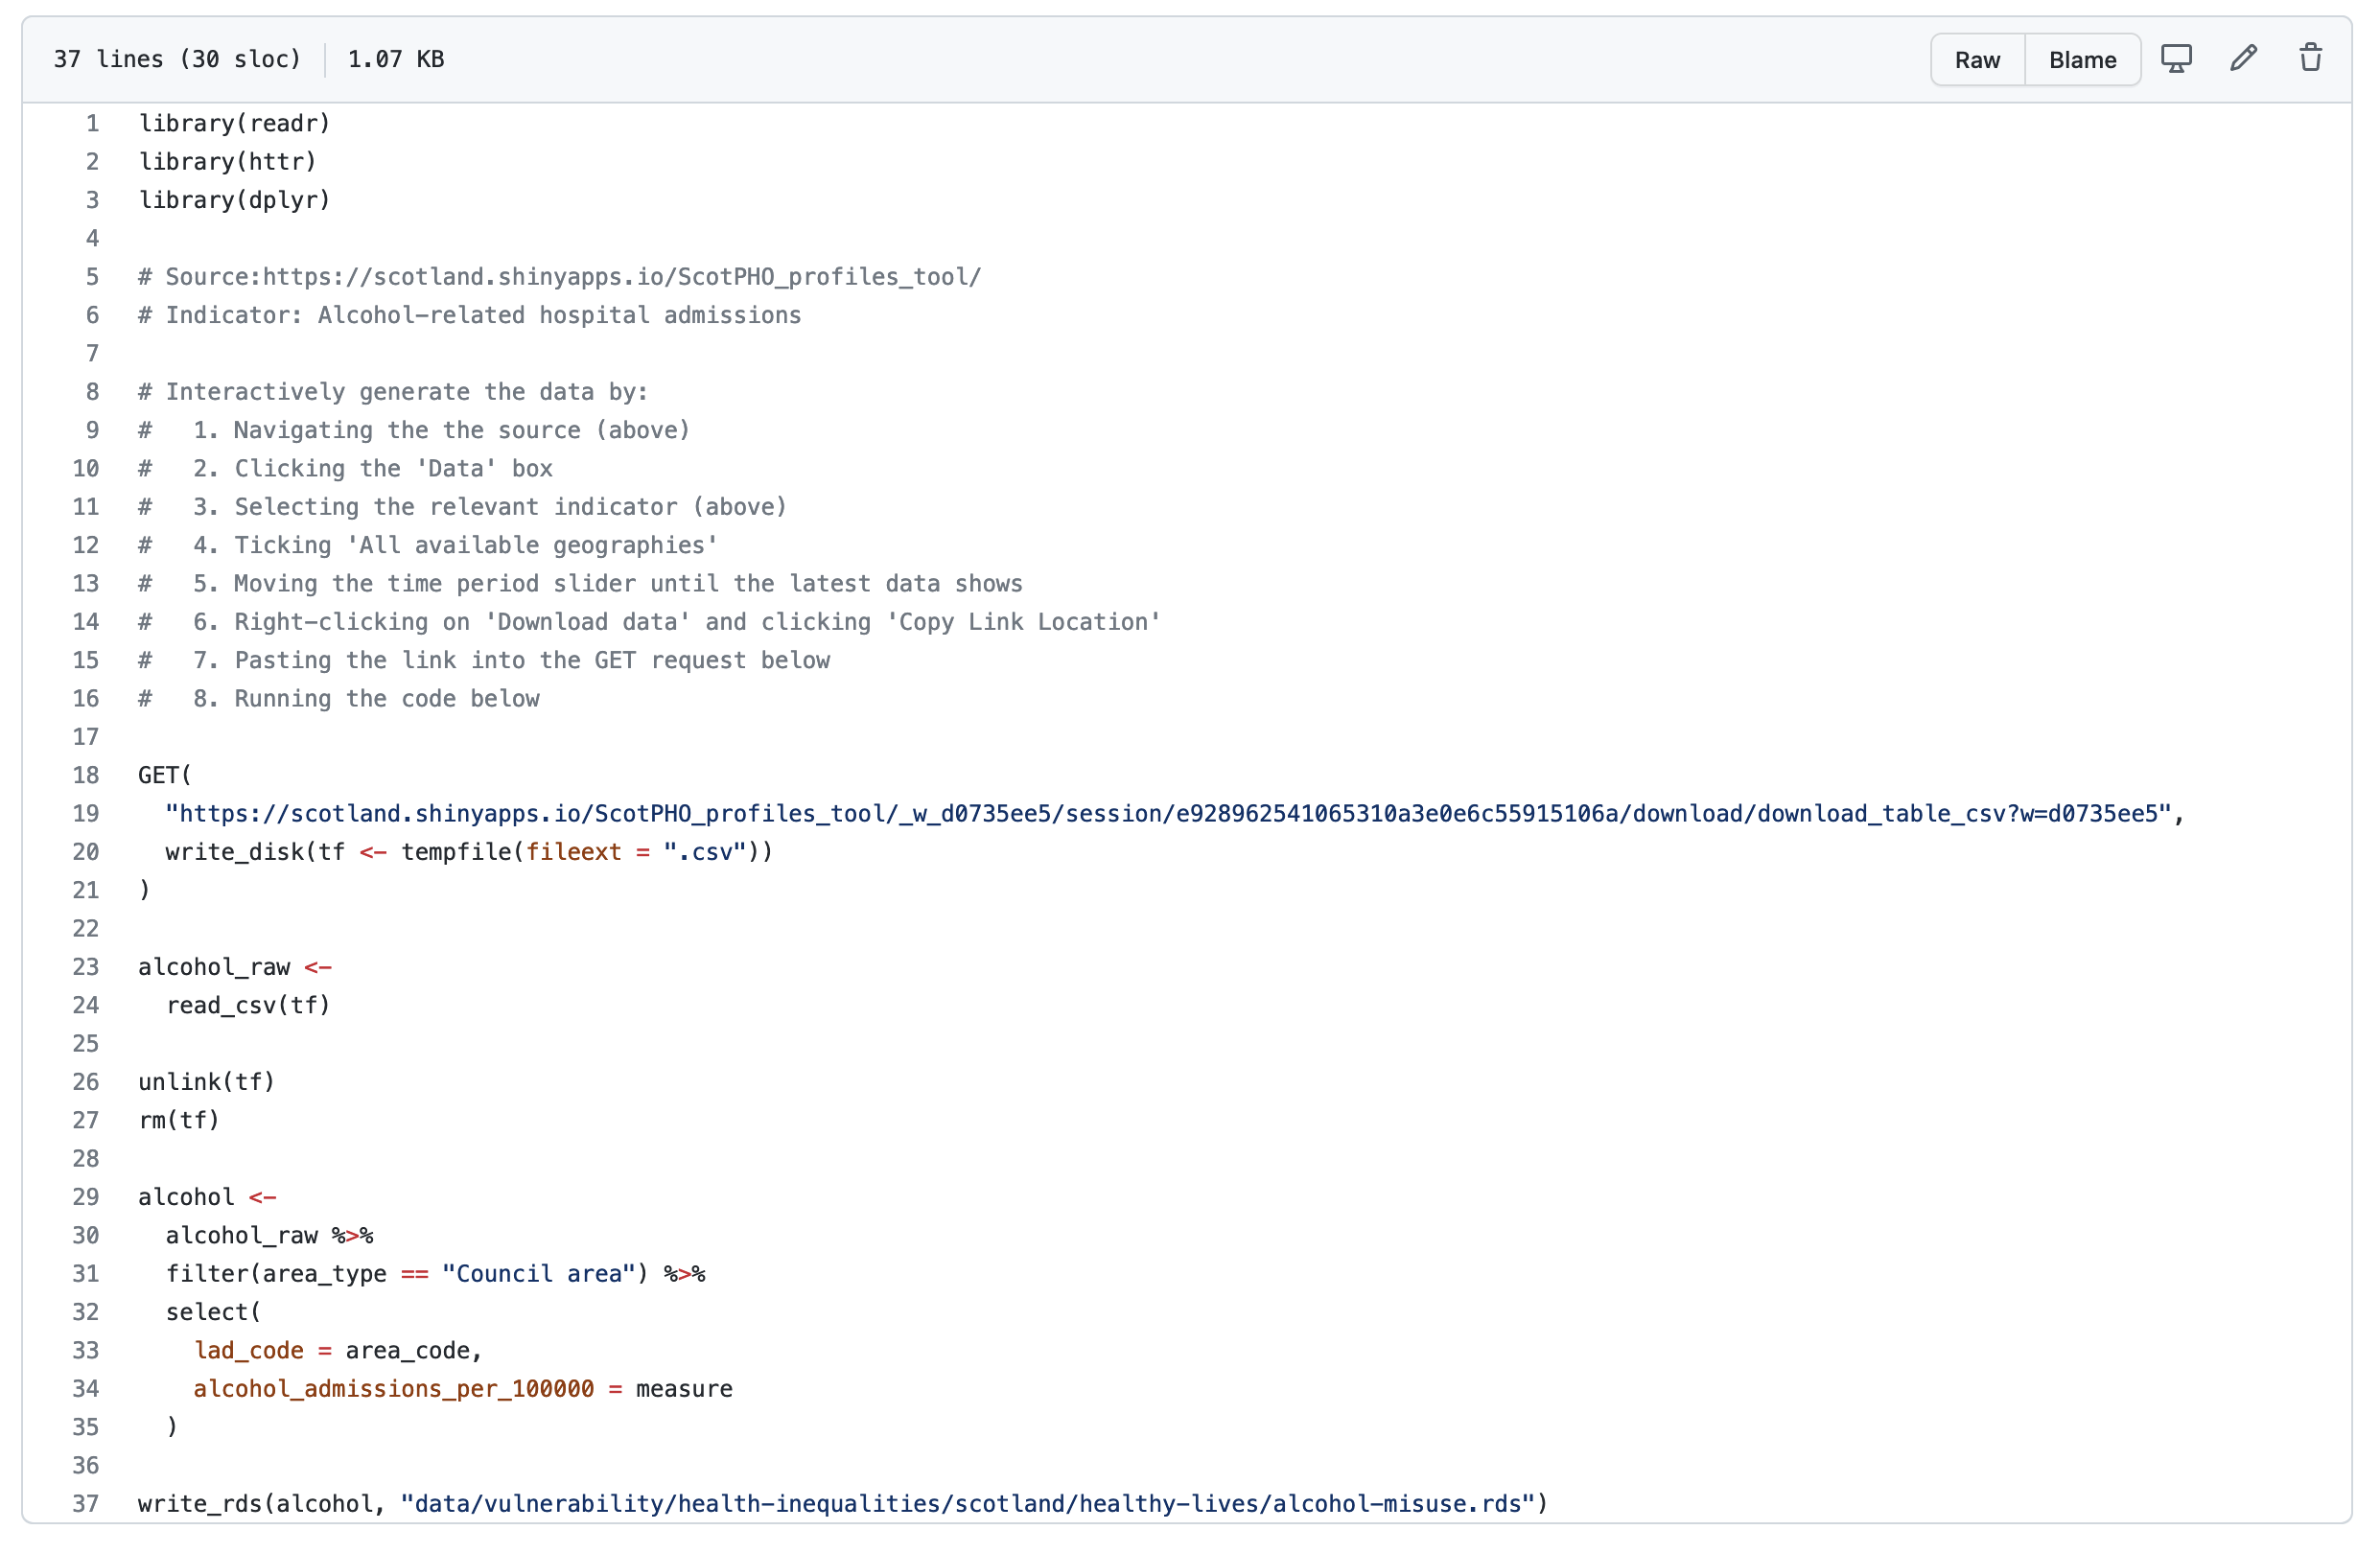 37 lines (30 sloc) 1.07 KB Raw Blame
1 library(readr)
2 library(httr)
3 library(dplyr)
4
5 # Source:https://scotland.shinyapps.io/ScotPHO_profiles_tool/
6 # Indicator: Alcohol-related hospital admissions
7
8 # Interactively generate the data by:
9 #   1. Navigating the the source (above)
10 #   2. Clicking the 'Data' box
11 #   3. Selecting the relevant indicator (above)
12 #   4. Ticking 'All available geographies'
13 #   5. Moving the time period slider until the latest data shows
14 #   6. Right-clicking on 'Download data' and clicking 'Copy Link Location'
15 #   7. Pasting the link into the GET request below
16 #   8. Running the code below
17
18 GET(
19   "https://scotland.shinyapps.io/ScotPHO_profiles_tool/_w_d0735ee5/session/e928962541065310a3e0e6c55915106a/download/download_table_csv?w=d0735ee5",
20   write_disk(tf <- tempfile(fileext = ".csv"))
21 )
22
23 alcohol_raw <-
24   read_csv(tf)
25
26 unlink(tf)
27 rm(tf)
28
29 alcohol <-
30   alcohol_raw %>%
31   filter(area_type == "Council area") %>%
32   select(
33     lad_code = area_code,
34     alcohol_admissions_per_100000 = measure
35   )
36
37 write_rds(alcohol, "data/vulnerability/health-inequalities/scotland/healthy-lives/alcohol-misuse.rds")